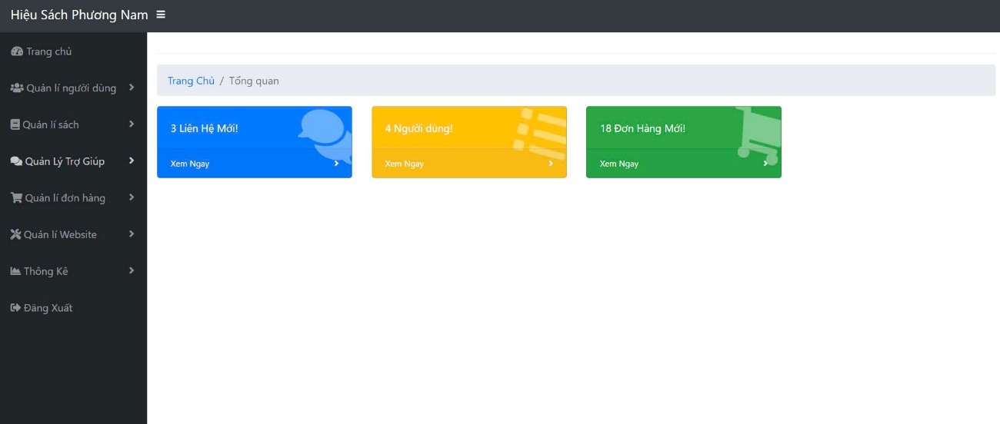 Hiệu Sách Phương Nam
Trang chủ
Quản lí người dùng
Quản lí sách
Quản Lý Trợ Giúp
Quản lí đơn hàng
Quản lí Website
Thông Kê
Đăng Xuất
Trang Chủ / Tổng quan
3 Liên Hệ Mới!
Xem Ngay
4 Người dùng!
Xem Ngay
18 Đơn Hàng Mới!
Xem Ngay